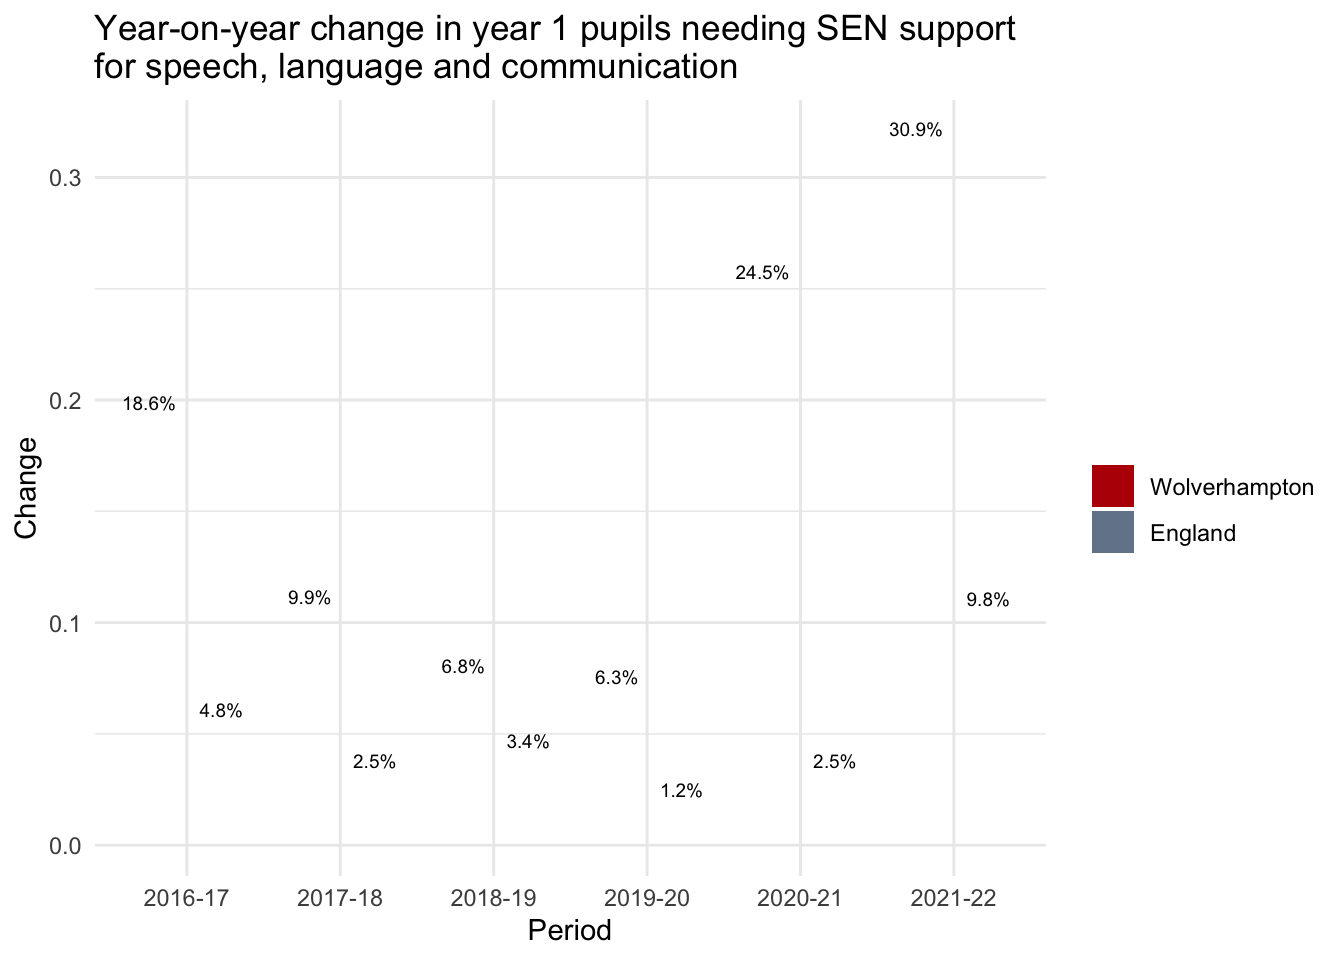 Year-on-year change in year 1 pupils needing SEN support
for speech, language and communication
30.9%
0.3
24.5%
18.6%
0.2
Change
Wolverhampton
England
9.9%
9.8%
0.1
6.8%
6.3%
4.8%
3.4%
2.5%
2.5%
1.2%
0.0
2016-17 2017-18 2018-19 2019-20 2020-21 2021-22
Period